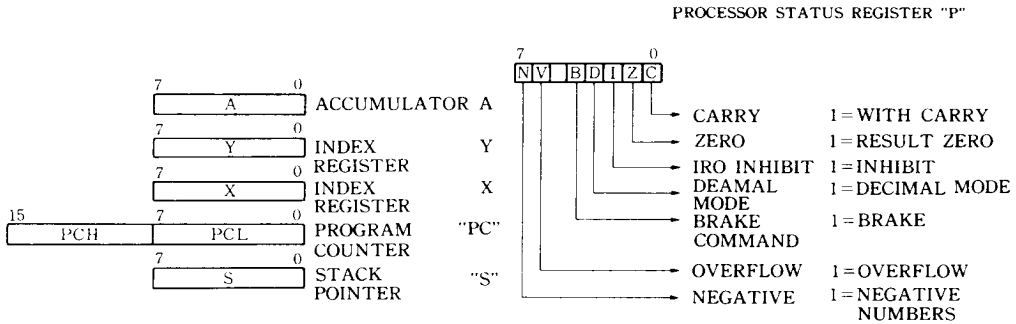 PROCESSOR STATUS REGISTER "P"
7 0
N V B D I Z C
7 0
A ACCUMULATOR A
7 0
Y INDEX REGISTER Y
7 0
X INDEX REGISTER X
15 7 0
PCH PCL PROGRAM COUNTER "PC"
7 0
S STACK POINTER "S"
CARRY 1=WITH CARRY
ZERO 1=RESULT ZERO
IRO INHIBIT 1=INHIBIT
DEAMAL MODE 1=DECIMAL MODE
BRAKE COMMAND 1=BRAKE
OVERFLOW 1=OVERFLOW
NEGATIVE 1=NEGATIVE NUMBERS